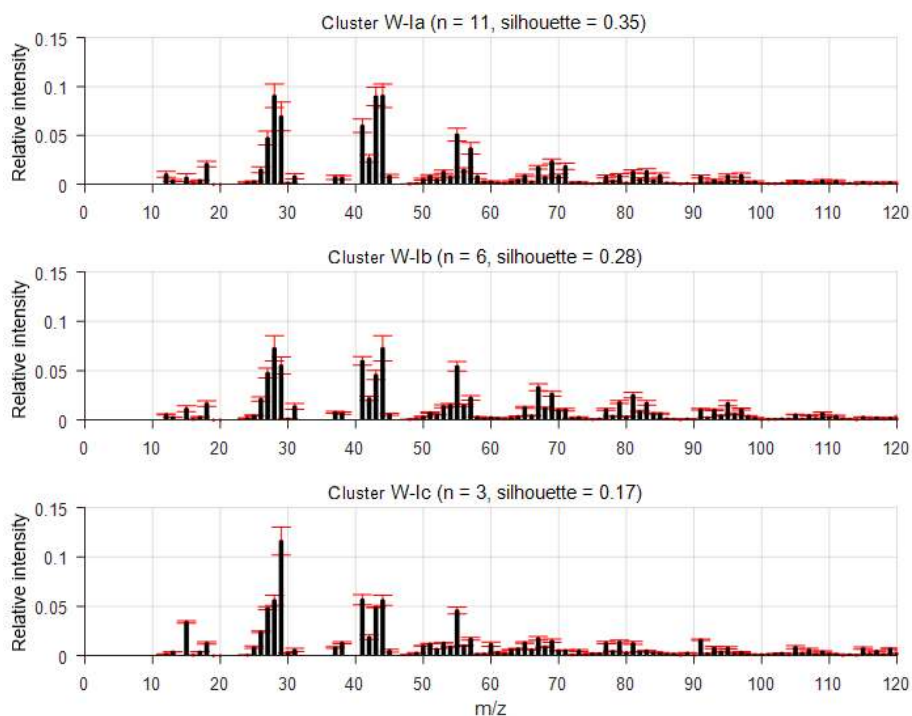 Cluster W-Ia (n = 11, silhouette = 0.35)
Relative intensity
0.15
0.1
0.05
0
0 10 20 30 40 50 60 70 80 90 100 110 120
Cluster W-Ib (n = 6, silhouette = 0.28)
Relative intensity
0.15
0.1
0.05
0
0 10 20 30 40 50 60 70 80 90 100 110 120
Cluster W-Ic (n = 3, silhouette = 0.17)
Relative intensity
0.15
0.1
0.05
0
0 10 20 30 40 50 60 70 80 90 100 110 120
m/z